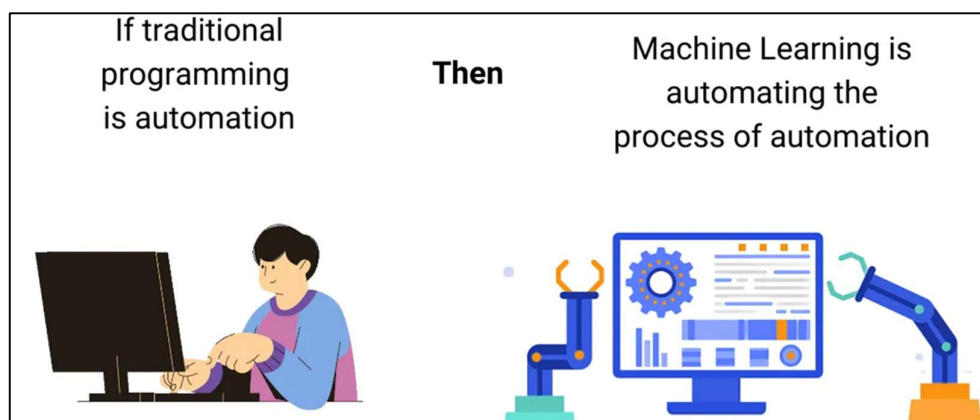 If traditional
programming
is automation
Then
Machine Learning is
automating the
process of automation